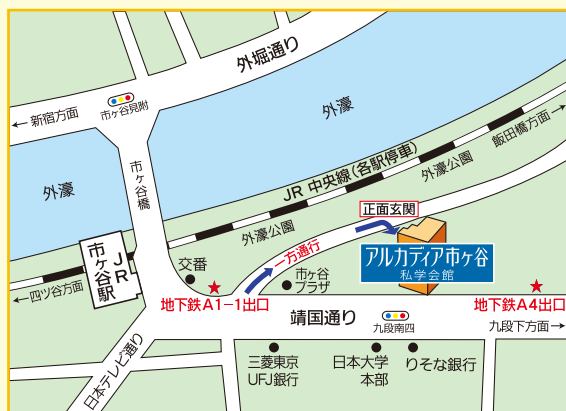 外堀通り
市ヶ谷見附
← 新宿方面
外濠
飯田橋方面→
市ヶ谷橋
JR 中央線(各駅停車)
外濠公園
外濠
正面玄関
外濠公園
アルカディア市ヶ谷
私学会館
JR
市ヶ谷駅
交番
一方通行
市ヶ谷
プラザ
←四ツ谷方面
地下鉄A1-1出口
地下鉄A4出口
靖国通り
九段南四
九段下方面→
日本テレビ通り
三菱東京
UFJ銀行
日本大学
本部
りそな銀行